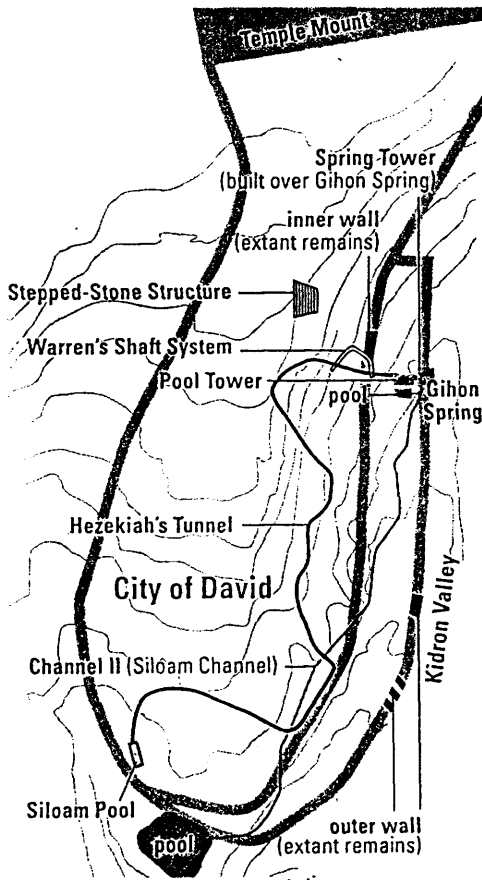 Temple Mount
Spring Tower
(built over Gihon Spring)
inner wall
(extant remains)
Stepped-Stone Structure
Warren's Shaft System
Pool Tower
pool
Gihon
Spring
Hezekiah's Tunnel
City of David
Kidron Valley
Channel II (Siloam Channel)
Siloam Pool
pool
outer wall
(extant remains)